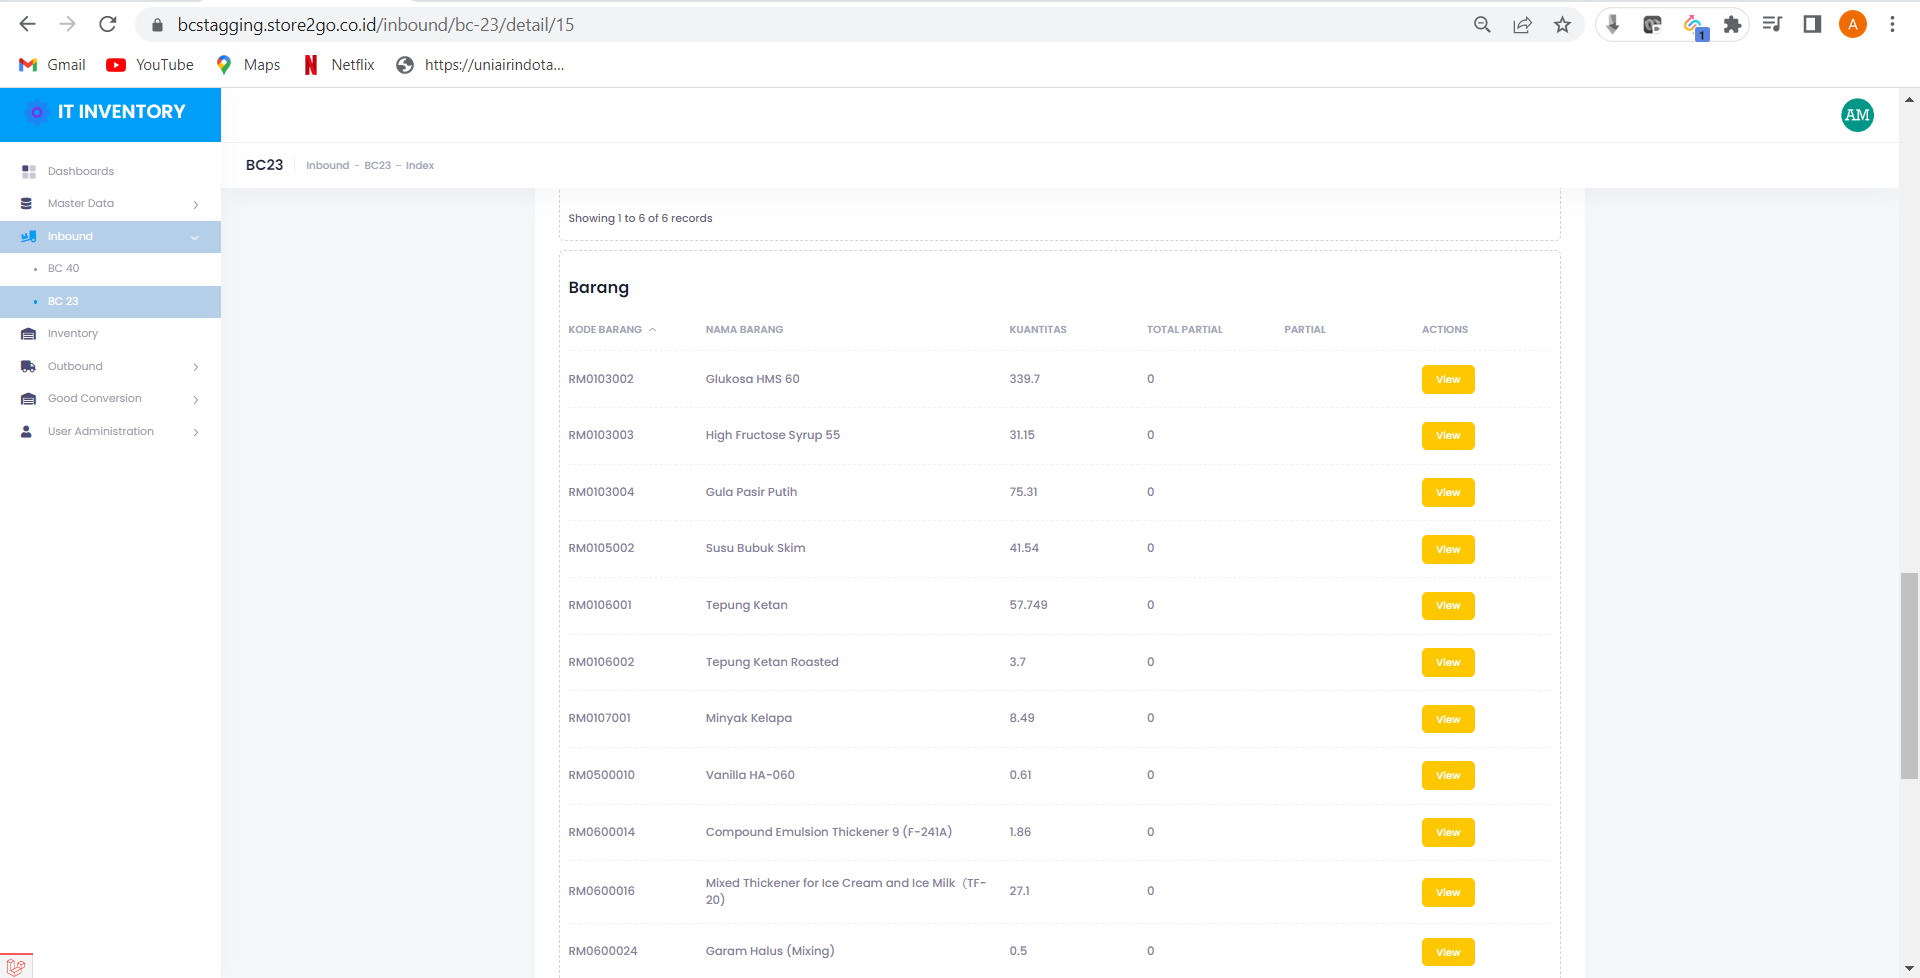 bcstagging.store2go.co.id/inbound/bc-23/detail/15
1
A
Gmail
YouTube
Maps
Netflix
https://uniairindota...
IT INVENTORY
AM
BC23
Inbound - BC23 - Index
Dashboards
Master Data
Inbound
BC 40
BC 23
Inventory
Outbound
Good Conversion
User Administration
Showing 1 to 6 of 6 records
Barang
KODE BARANG NAMA BARANG KUANTITAS TOTAL PARTIAL PARTIAL ACTIONS
RM0103002 Glukosa HMS 60 339.7 0 View
RM0103003 High Fructose Syrup 55 31.15 0 View
RM0103004 Gula Pasir Putih 75.31 0 View
RM0105002 Susu Bubuk Skim 41.54 0 View
RM0106001 Tepung Ketan 57.749 0 View
RM0106002 Tepung Ketan Roasted 3.7 0 View
RM0107001 Minyak Kelapa 8.49 0 View
RM0500010 Vanilla HA-060 0.61 0 View
RM0600014 Compound Emulsion Thickener 9 (F-241A) 1.86 0 View
RM0600016 Mixed Thickener for Ice Cream and Ice Milk（TF-
20) 27.1 0 View
RM0600024 Garam Halus (Mixing) 0.5 0 View